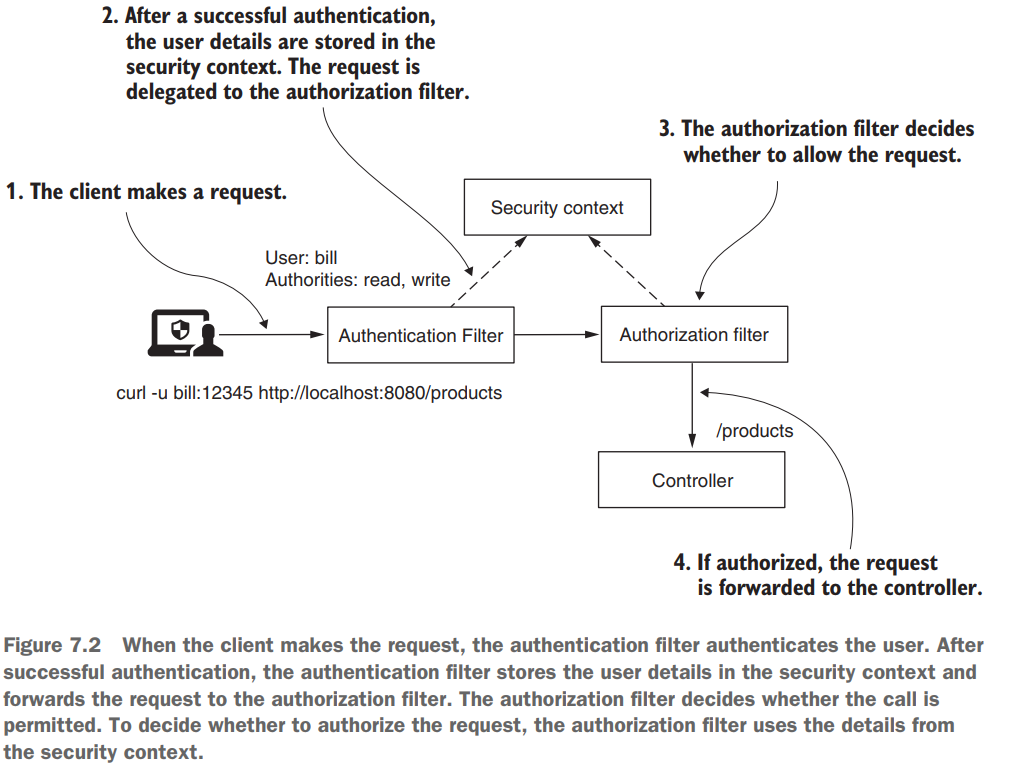 2. After a successful authentication,
the user details are stored in the
security context. The request is
delegated to the authorization filter.
3. The authorization filter decides
whether to allow the request.
1. The client makes a request.
Security context
User: bill
Authorities: read, write
Authentication Filter
Authorization filter
curl -u bill:12345 http://localhost:8080/products
/products
Controller
4. If authorized, the request
is forwarded to the controller.
Figure 7.2 When the client makes the request, the authentication filter authenticates the user. After
successful authentication, the authentication filter stores the user details in the security context and
forwards the request to the authorization filter. The authorization filter decides whether the call is
permitted. To decide whether to authorize the request, the authorization filter uses the details from
the security context.